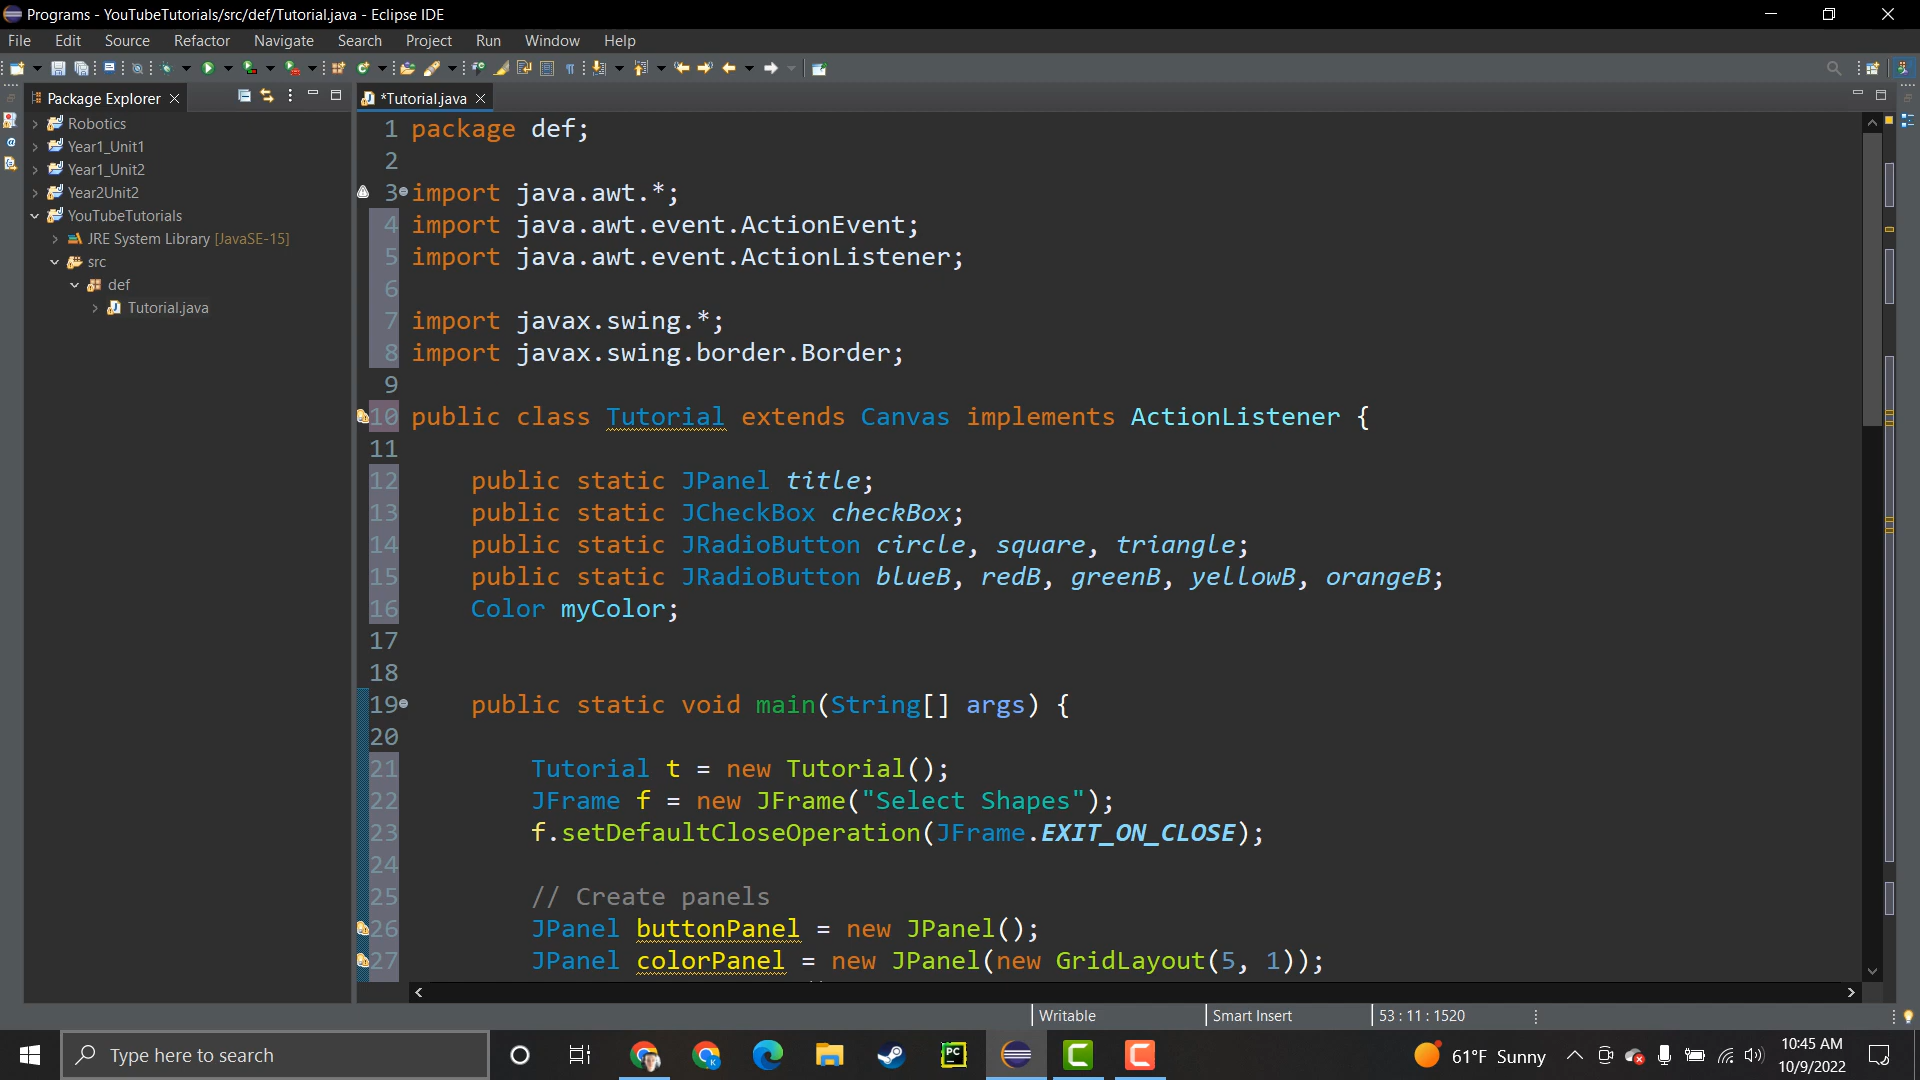 Programs - YouTubeTutorials/src/def/Tutorial.java - Eclipse IDE
File Edit Source Refactor Navigate Search Project Run Window Help
Package Explorer
*Tutorial.java
Robotics
Year1_Unit1
Year1_Unit2
Year2Unit2
YouTubeTutorials
JRE System Library [JavaSE-15]
src
def
Tutorial.java
1 package def;
2
3 import java.awt.*;
4 import java.awt.event.ActionEvent;
5 import java.awt.event.ActionListener;
6
7 import javax.swing.*;
8 import javax.swing.border.Border;
9
10 public class Tutorial extends Canvas implements ActionListener {
11
12 public static JPanel title;
13 public static JCheckBox checkBox;
14 public static JRadioButton circle, square, triangle;
15 public static JRadioButton blueB, redB, greenB, yellowB, orangeB;
16 Color myColor;
17
18
19 public static void main(String[] args) {
20
21 Tutorial t = new Tutorial();
22 JFrame f = new JFrame("Select Shapes");
23 f.setDefaultCloseOperation(JFrame.EXIT_ON_CLOSE);
24
25 // Create panels
26 JPanel buttonPanel = new JPanel();
27 JPanel colorPanel = new JPanel(new GridLayout(5, 1));
Writable Smart Insert 53 : 11 : 1520
Type here to search
PC
61°F Sunny
10:45 AM
10/9/2022